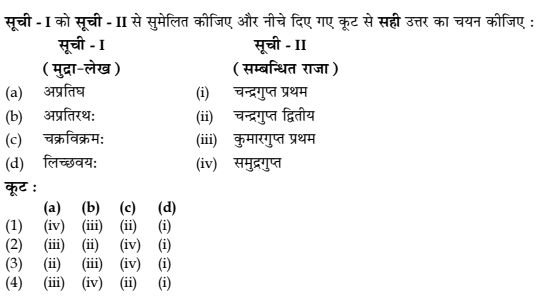 सूची - I को सूची - II से सुमेलित कीजिए और नीचे दिए गए कूट से सही उत्तर का चयन कीजिए :
सूची - I सूची - II
( मुद्रा-लेख ) ( सम्बन्धित राजा )
(a) अप्रतिघ (i) चन्द्रगुप्त प्रथम
(b) अप्रतिरथः (ii) चन्द्रगुप्त द्वितीय
(c) चक्रविक्रमः (iii) कुमारगुप्त प्रथम
(d) लिच्छवयः (iv) समुद्रगुप्त
कूट :
(a) (b) (c) (d)
(1) (iv) (iii) (ii) (i)
(2) (iii) (ii) (iv) (i)
(3) (ii) (iii) (iv) (i)
(4) (iii) (iv) (ii) (i)